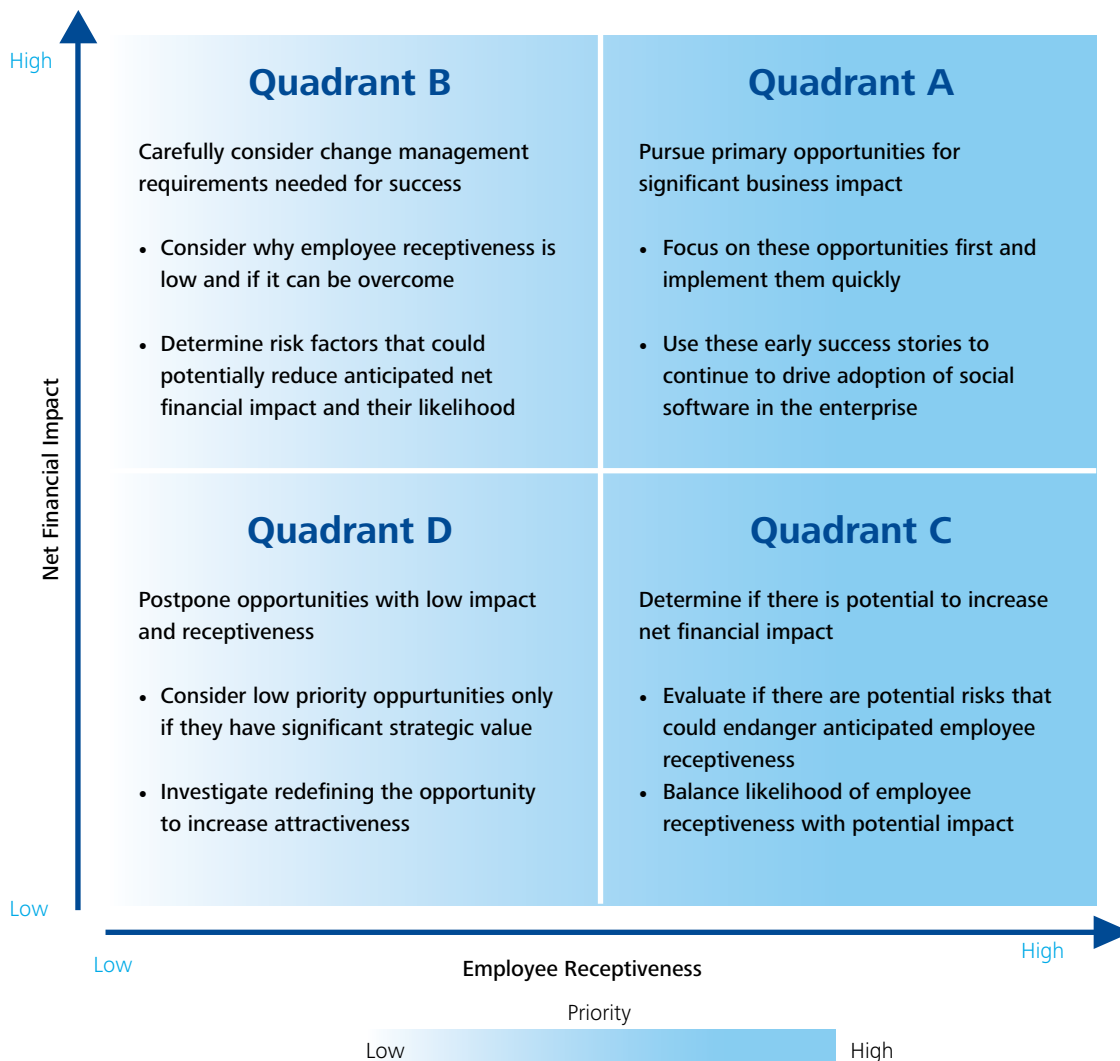 High
Quadrant B
Carefully consider change management
requirements needed for success
• Consider why employee receptiveness is
low and if it can be overcome
• Determine risk factors that could
potentially reduce anticipated net
financial impact and their likelihood
Quadrant A
Pursue primary opportunities for
significant business impact
• Focus on these opportunities first and
implement them quickly
• Use these early success stories to
continue to drive adoption of social
software in the enterprise
Net Financial Impact
Quadrant D
Postpone opportunities with low impact
and receptiveness
• Consider low priority oppurtunities only
if they have significant strategic value
• Investigate redefining the opportunity
to increase attractiveness
Quadrant C
Determine if there is potential to increase
net financial impact
• Evaluate if there are potential risks that
could endanger anticipated employee
receptiveness
• Balance likelihood of employee
receptiveness with potential impact
Low
Low
Employee Receptiveness
High
Priority
Low
High